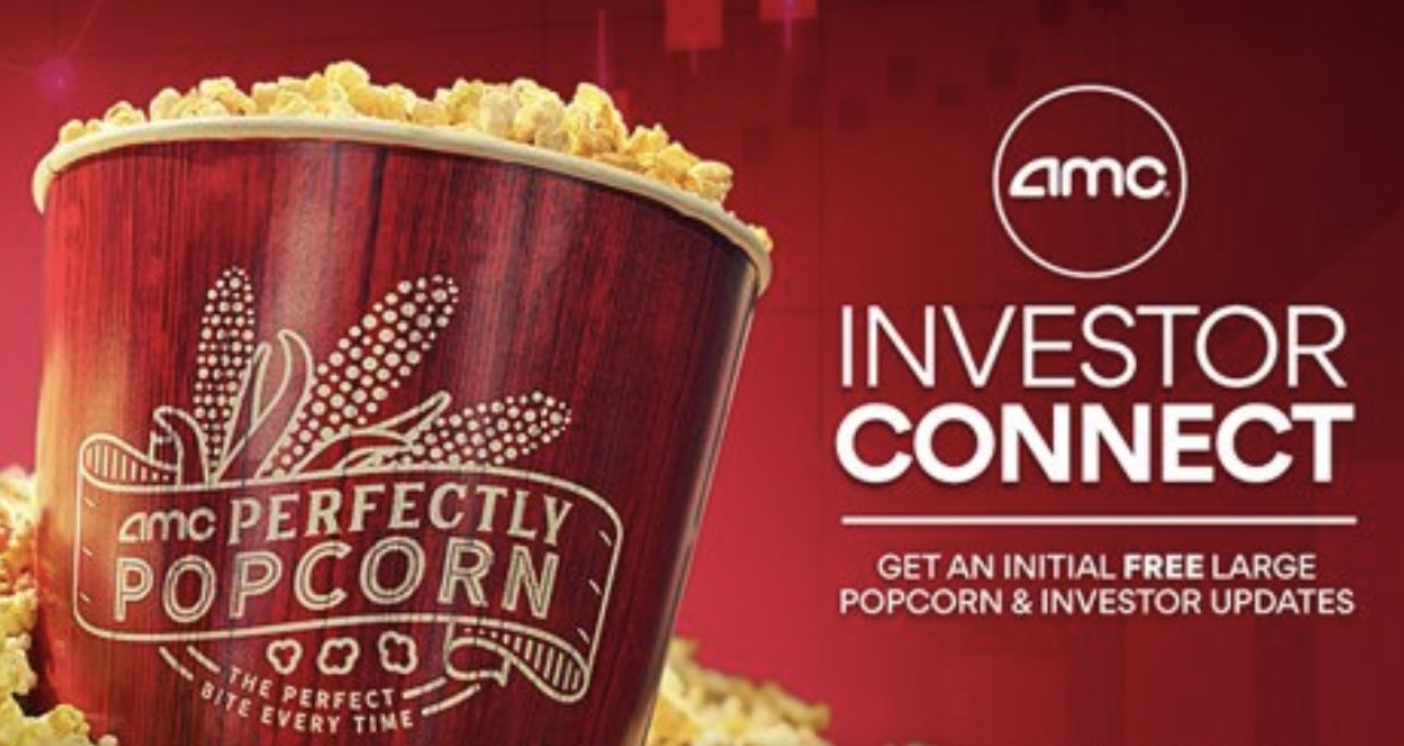 amc PERFECTLY
POPCORN
THE PERFECT
BITE EVERY TIME
amc
INVESTOR
CONNECT
GET AN INITIAL FREE LARGE
POPCORN & INVESTOR UPDATES